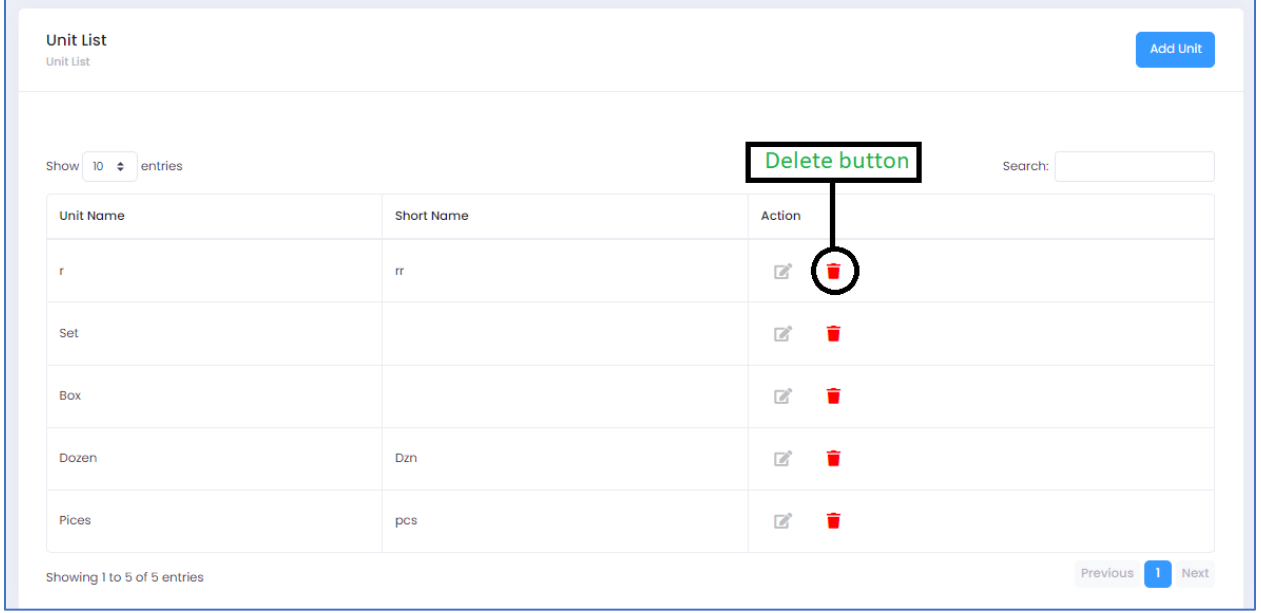 Unit List
Unit List
Add Unit
Delete button
Show 10 entries
Search:
Unit Name Short Name Action
r rr
Set
Box
Dozen Dzn
Pices pcs
Showing 1 to 5 of 5 entries
Previous 1 Next